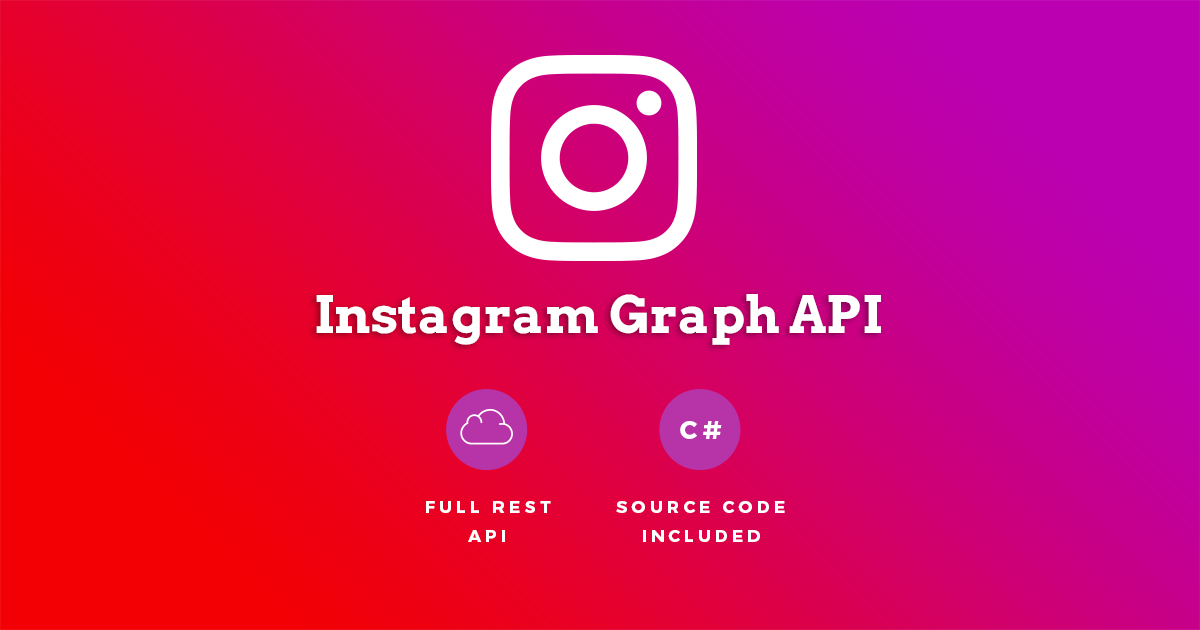 Instagram Graph API
C#
FULL REST
API
SOURCE CODE
INCLUDED